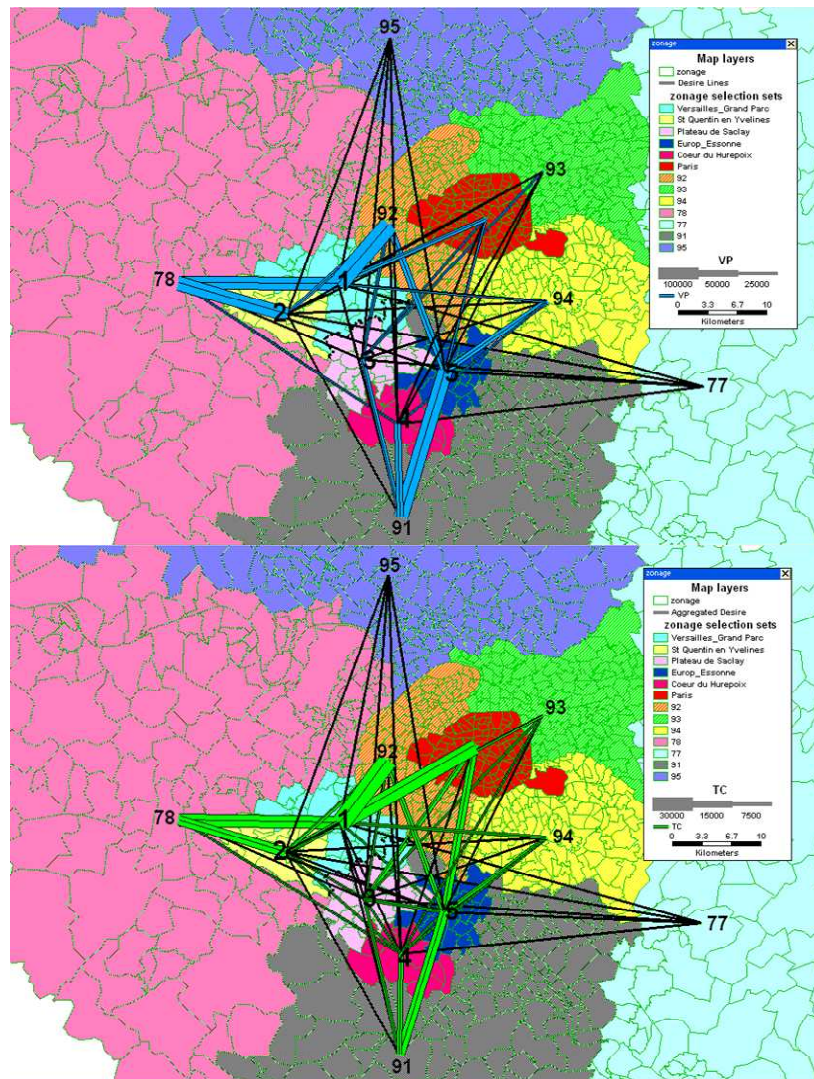 95
93
92
78
1
2
94
3
5
77
4
91
zonage
Map layers
zonage
Desire Lines
zonage selection sets
Versailles_Grand Parc
St Quentin en Yvelines
Plateau de Saclay
Europ_Essonne
Coeur du Hurepoix
Paris
92
93
94
78
77
91
95
VP
100000 50000 25000
VP
0 3.3 6.7 10
Kilometers
95
93
92
78
1
2
94
3
5
77
4
91
zonage
Map layers
zonage
Aggregated Desire
zonage selection sets
Versailles_Grand Parc
St Quentin en Yvelines
Plateau de Saclay
Europ_Essonne
Coeur du Hurepoix
Paris
92
93
94
78
77
91
95
TC
30000 15000 7500
TC
0 3.3 6.7 10
Kilometers